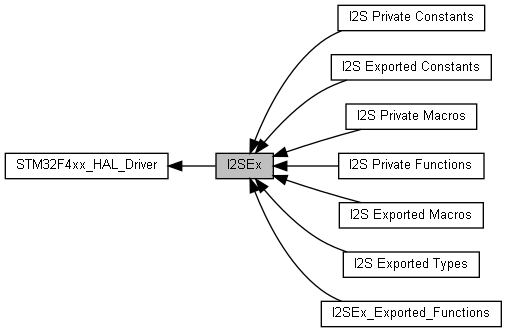 I2S Private Constants
I2S Exported Constants
I2S Private Macros
STM32F4xx_HAL_Driver
I2SEx
I2S Private Functions
I2S Exported Macros
I2S Exported Types
I2SEx_Exported_Functions